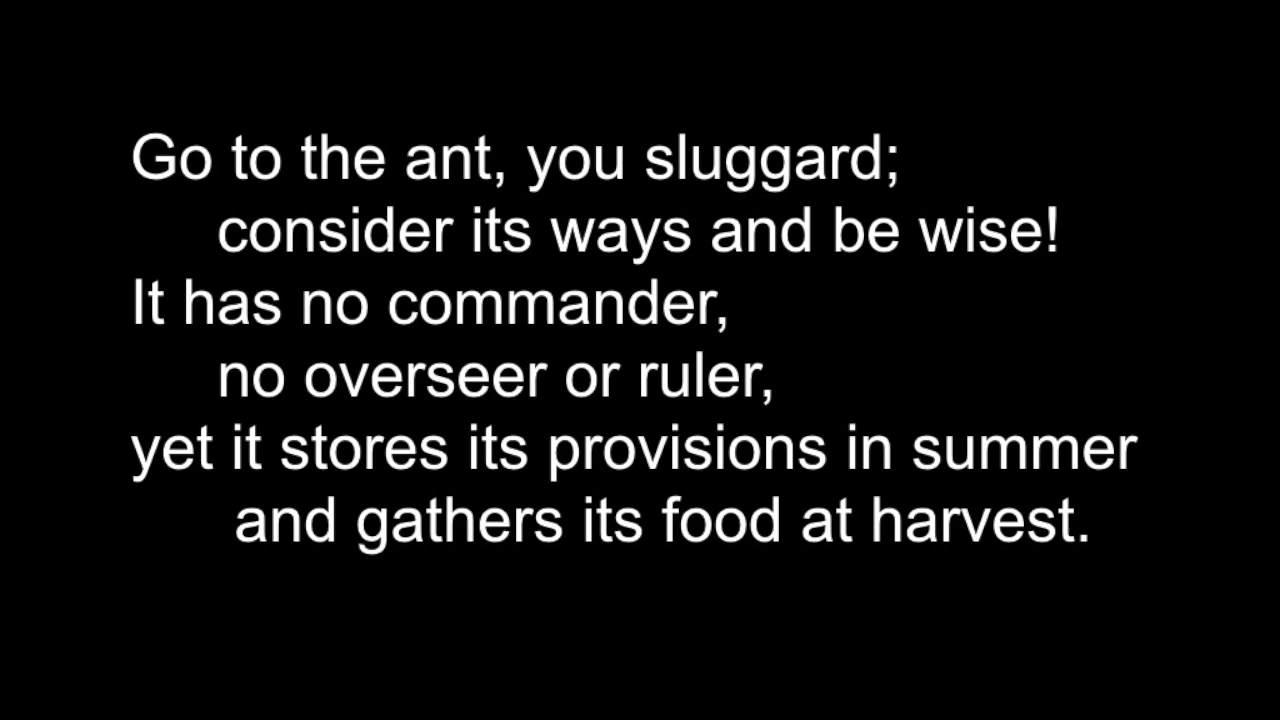 Go to the ant, you sluggard;
consider its ways and be wise!
It has no commander,
no overseer or ruler,
yet it stores its provisions in summer
and gathers its food at harvest.